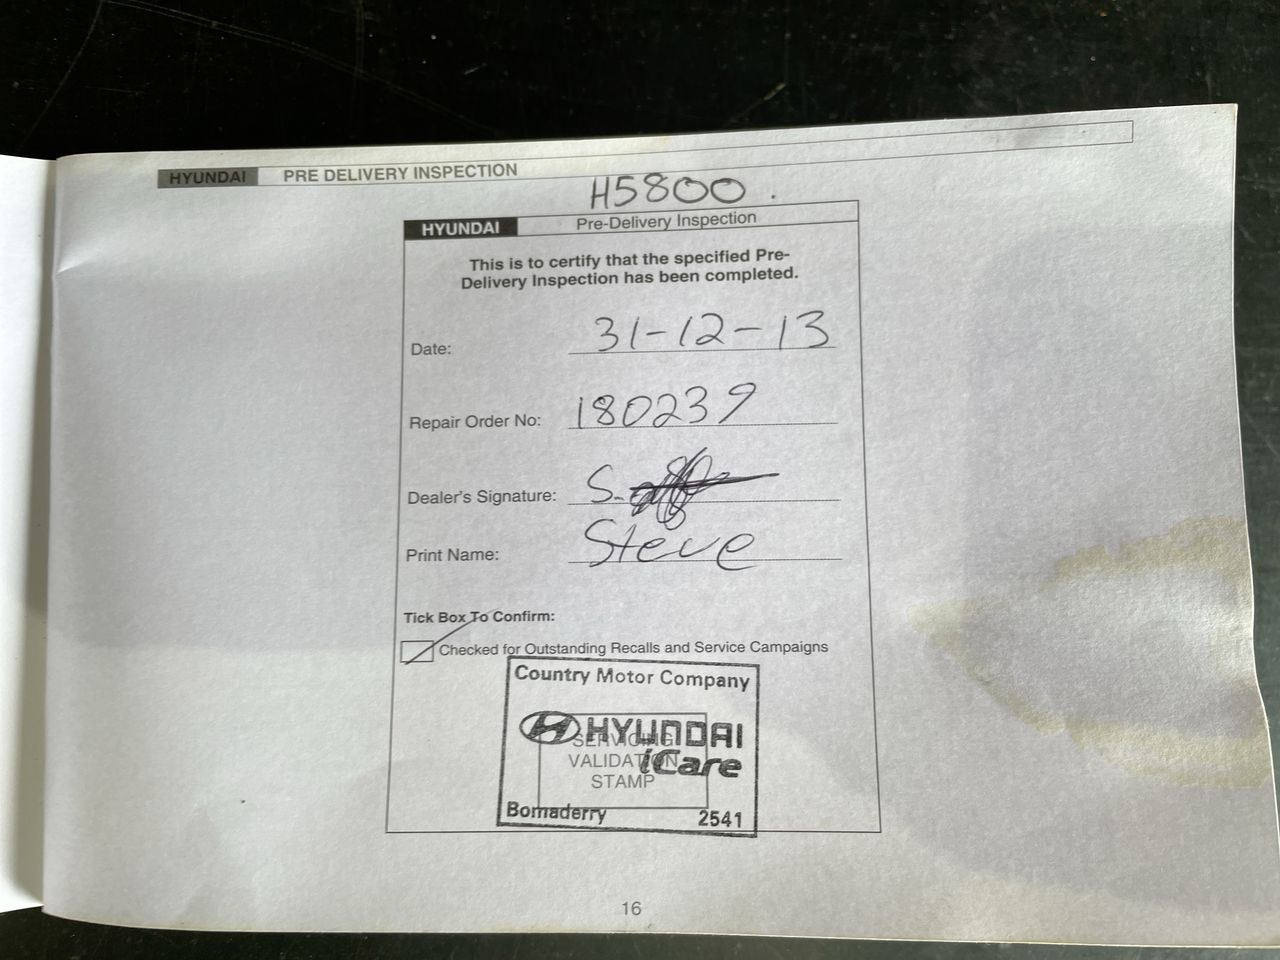 HYUNDAI PRE DELIVERY INSPECTION
H5800.
HYUNDAI Pre-Delivery Inspection
This is to certify that the specified Pre-
Delivery Inspection has been completed.
Date: 31-12-13
Repair Order No: 180239
Dealer's Signature: S.
Print Name: Steve
Tick Box To Confirm:
Checked for Outstanding Recalls and Service Campaigns
Country Motor Company
HYUNDAI
SERVICING
iCare
VALIDATION
STAMP
Bomaderry 2541
16